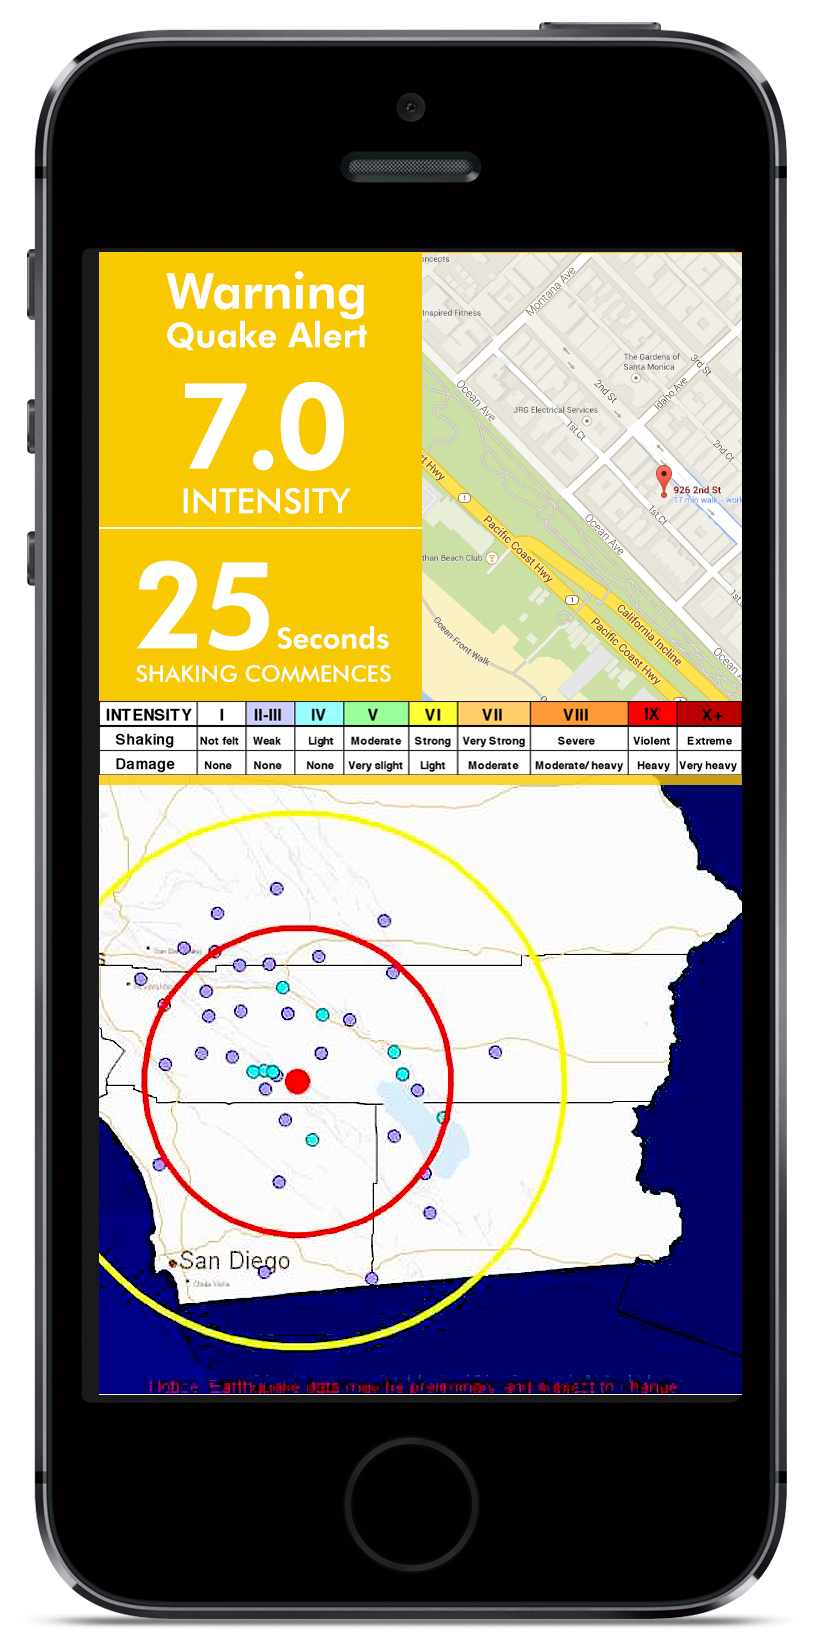 Warning
Quake Alert
7.0
INTENSITY
25 Seconds
SHAKING COMMENCES
oncepts
Montana Ave
Inspired Fitness
The Gardens of
Santa Monica
3rd St
Ocean Ave
2nd St
Idaho Ave
JRG Electrical Services
1st Ct
2nd Ct
t Hwy
1
926 2nd St
17 min walk - work
1st Ct
Pacific Coast Hwy
Ocean Ave
than Beach Club
1
1st
California Incline
Pacific Coast Hwy
Ocean Front Walk
Ocean
1
INTENSITY I II-III IV V VI VII VIII IX X+
Shaking Not felt Weak Light Moderate Strong Very Strong Severe Violent Extreme
Damage None None None Very slight Light Moderate Moderate/heavy Heavy Very heavy
San Diego
Chula Vista
Notice: Earthquake data may be preliminary and subject to change